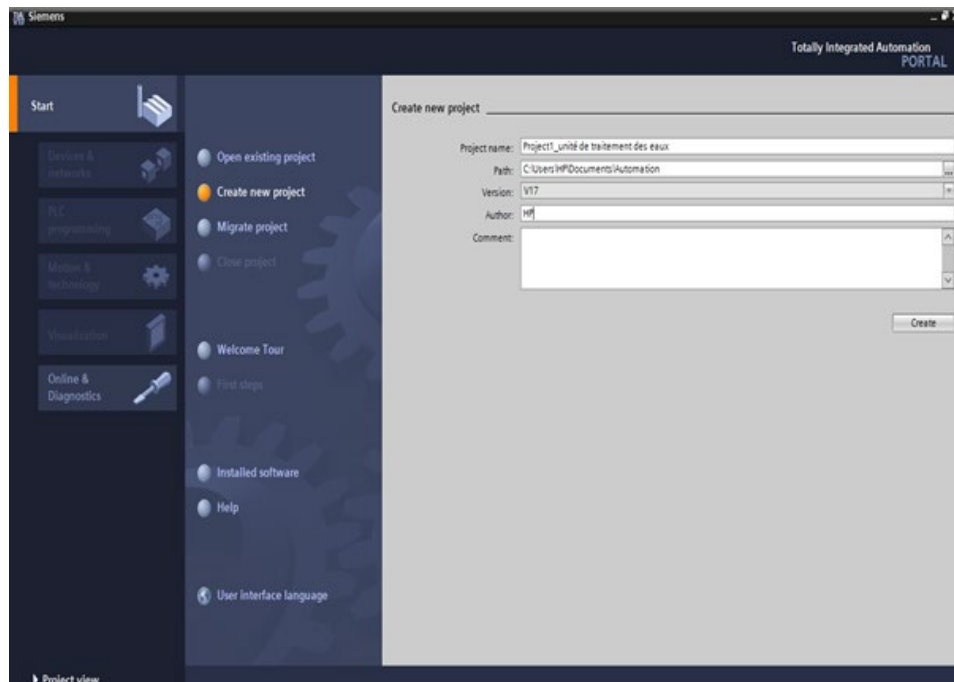 Siemens
Totally Integrated Automation
PORTAL
Start
Devices &
networks
PLC
programming
Motion &
technology
Visualization
Online &
Diagnostics
Open existing project
Create new project
Migrate project
Close project
Welcome Tour
First steps
Installed software
Help
User interface language
Create new project
Project name: Project1_unité de traitement des eaux
Path: C:\Users\HP\Documents\Automation
...
Version: V17
Author: HP
Comment:
Create
Project view